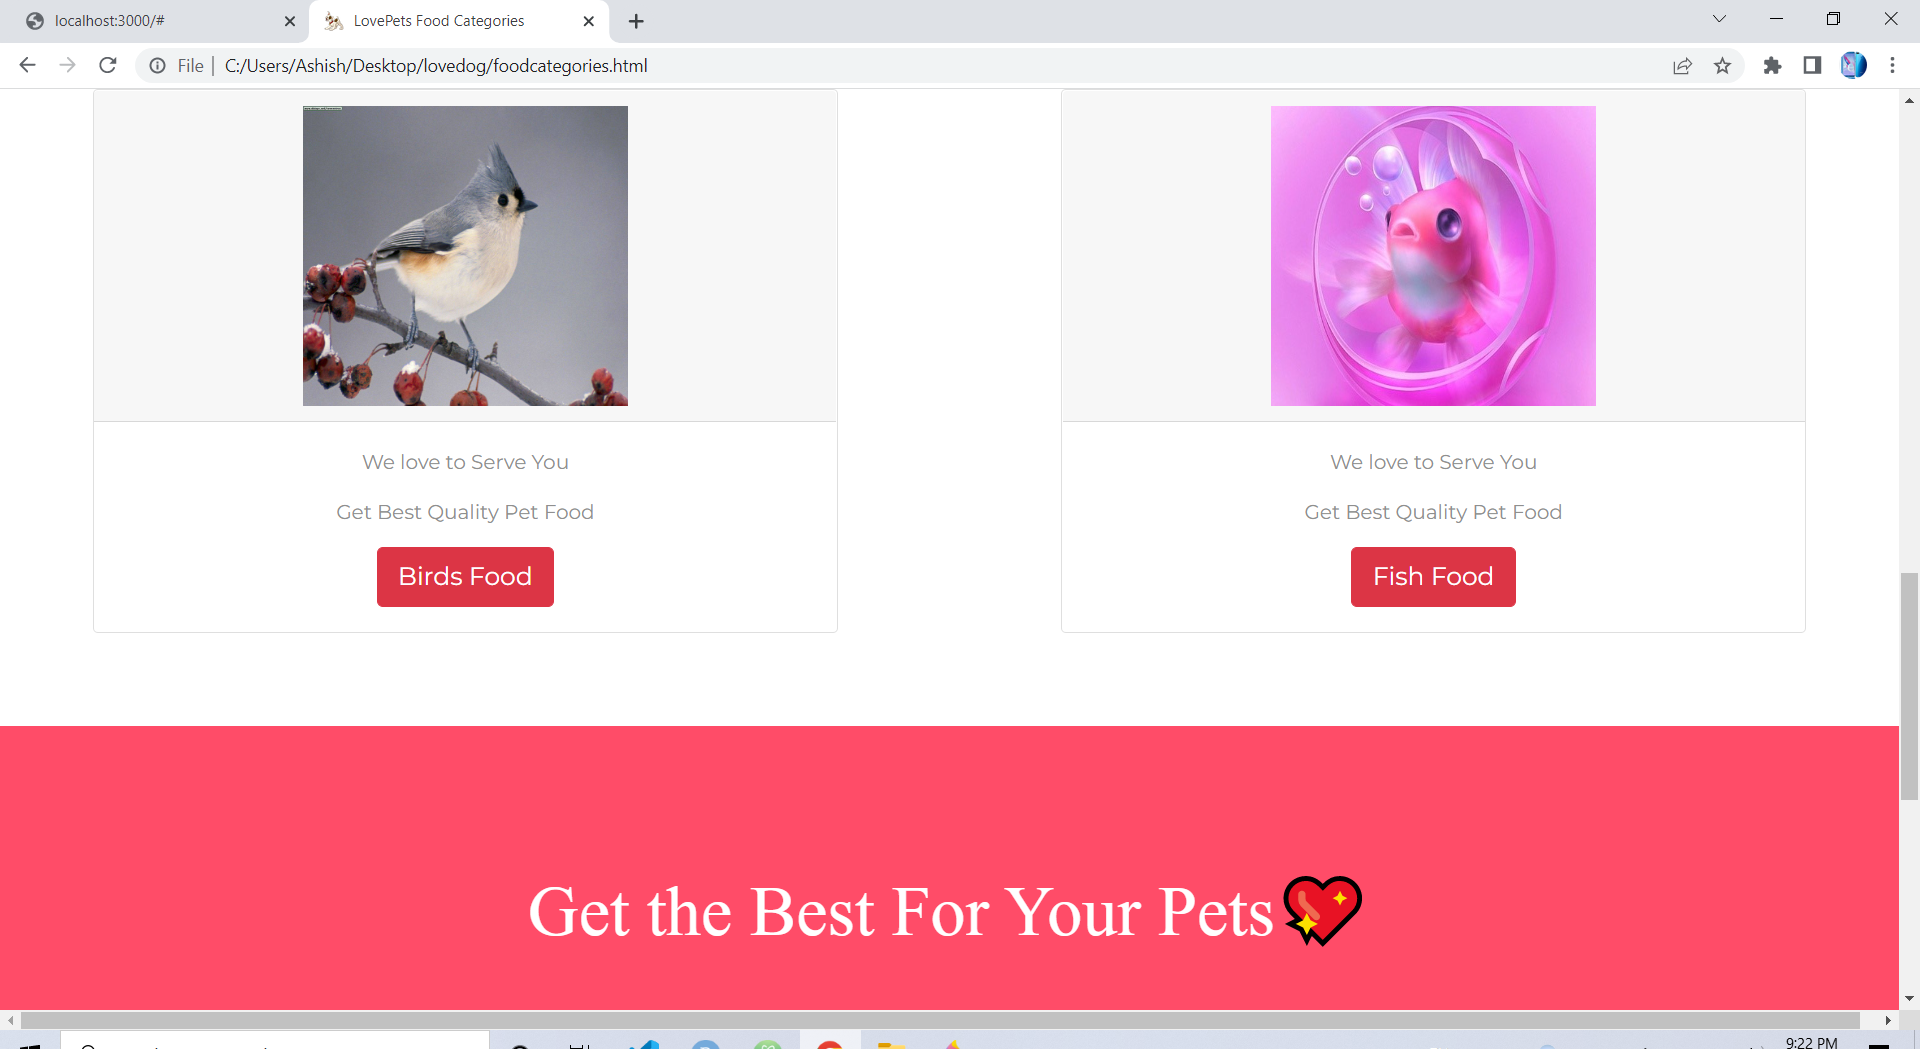 localhost:3000/#
LovePets Food Categories
File | C:/Users/Ashish/Desktop/lovedog/foodcategories.html
We love to Serve You
Get Best Quality Pet Food
Birds Food
We love to Serve You
Get Best Quality Pet Food
Fish Food
Get the Best For Your Pets💖
9:22 PM